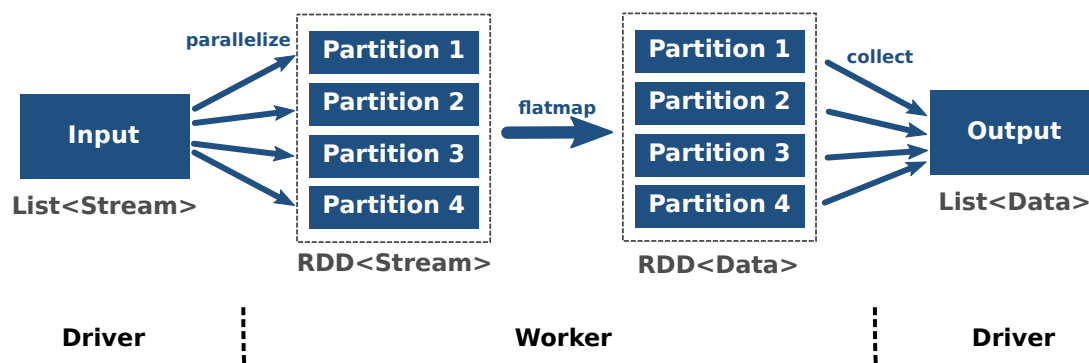 parallelize
Input
List<Stream>
Partition 1
Partition 2
Partition 3
Partition 4
RDD<Stream>
flatmap
Partition 1
Partition 2
Partition 3
Partition 4
RDD<Data>
collect
Output
List<Data>
Driver
Worker
Driver